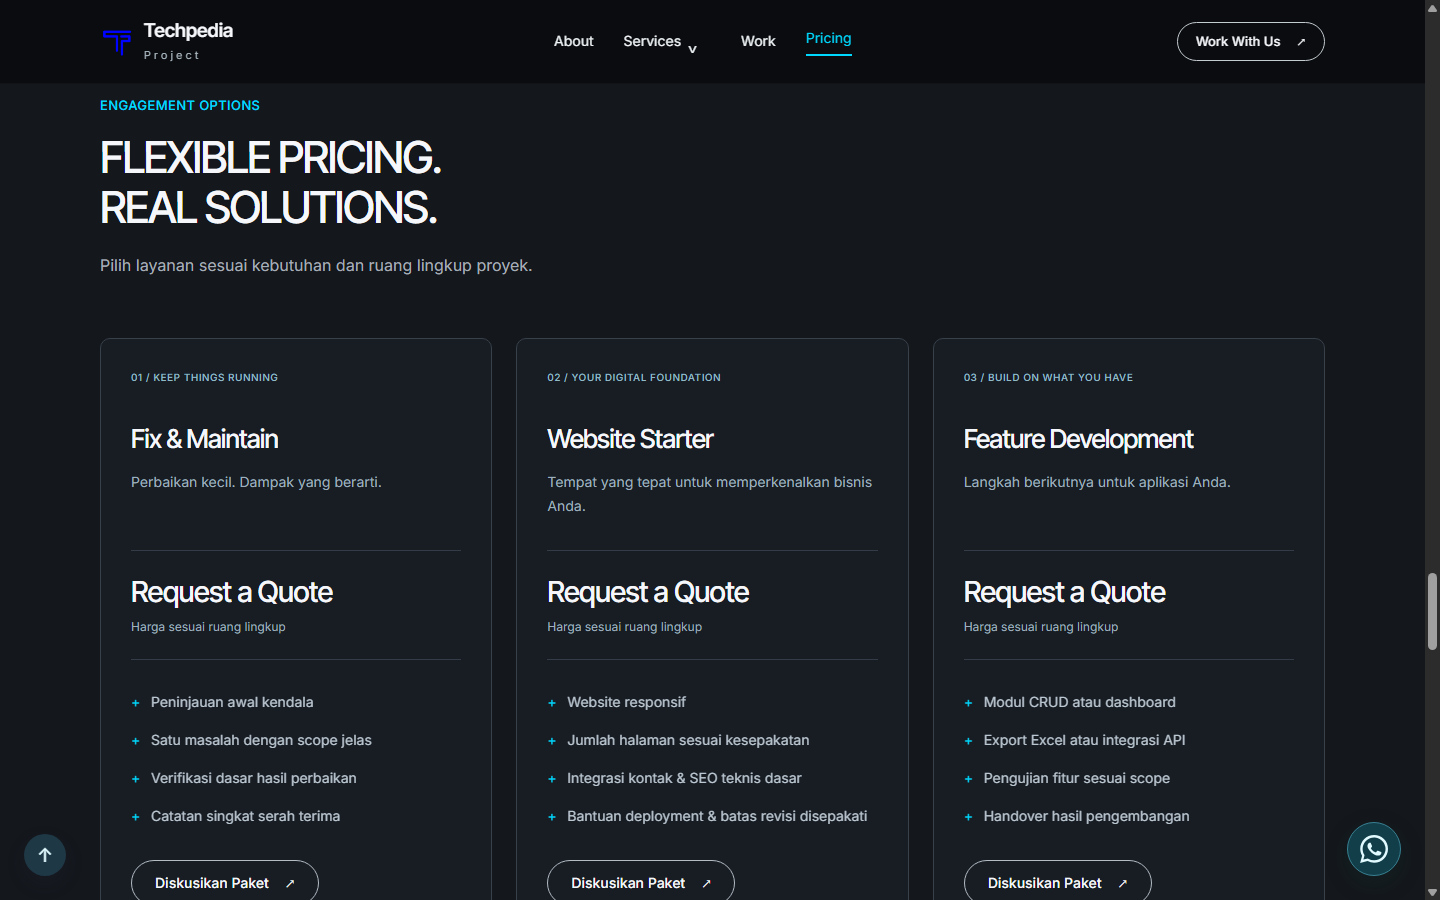 Techpedia
Project
About
Services
Work
Pricing
Work With Us ↗
ENGAGEMENT OPTIONS
FLEXIBLE PRICING.
REAL SOLUTIONS.
Pilih layanan sesuai kebutuhan dan ruang lingkup proyek.
01 / KEEP THINGS RUNNING
Fix & Maintain
Perbaikan kecil. Dampak yang berarti.
Request a Quote
Harga sesuai ruang lingkup
+ Peninjauan awal kendala
+ Satu masalah dengan scope jelas
+ Verifikasi dasar hasil perbaikan
+ Catatan singkat serah terima
Diskusikan Paket ↗
02 / YOUR DIGITAL FOUNDATION
Website Starter
Tempat yang tepat untuk memperkenalkan bisnis
Anda.
Request a Quote
Harga sesuai ruang lingkup
+ Website responsif
+ Jumlah halaman sesuai kesepakatan
+ Integrasi kontak & SEO teknis dasar
+ Bantuan deployment & batas revisi disepakati
Diskusikan Paket ↗
03 / BUILD ON WHAT YOU HAVE
Feature Development
Langkah berikutnya untuk aplikasi Anda.
Request a Quote
Harga sesuai ruang lingkup
+ Modul CRUD atau dashboard
+ Export Excel atau integrasi API
+ Pengujian fitur sesuai scope
+ Handover hasil pengembangan
Diskusikan Paket ↗